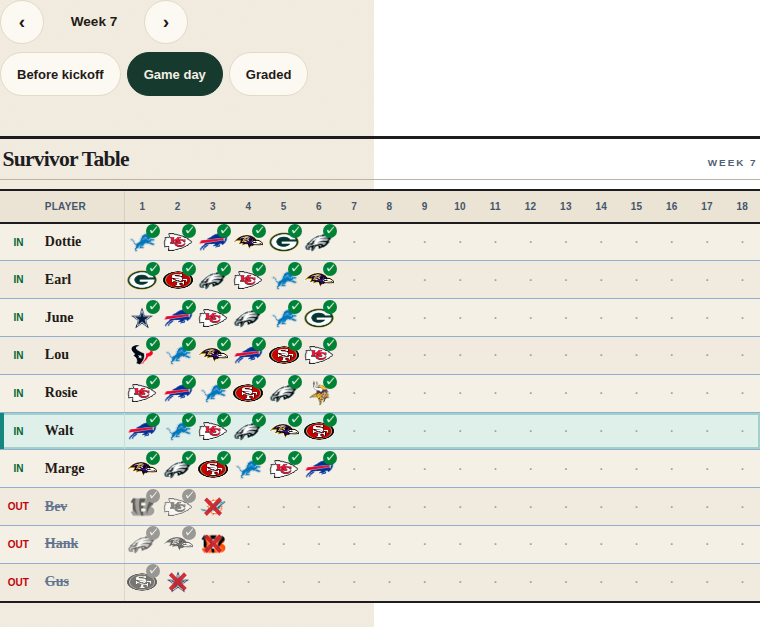 ‹ Week 7 ›
Before kickoff Game day Graded
Survivor Table WEEK 7
PLAYER 1 2 3 4 5 6 7 8 9 10 11 12 13 14 15 16 17 18
IN Dottie
IN Earl
IN June
IN Lou
IN Rosie
IN Walt
IN Marge
OUT Bev
OUT Hank
OUT Gus